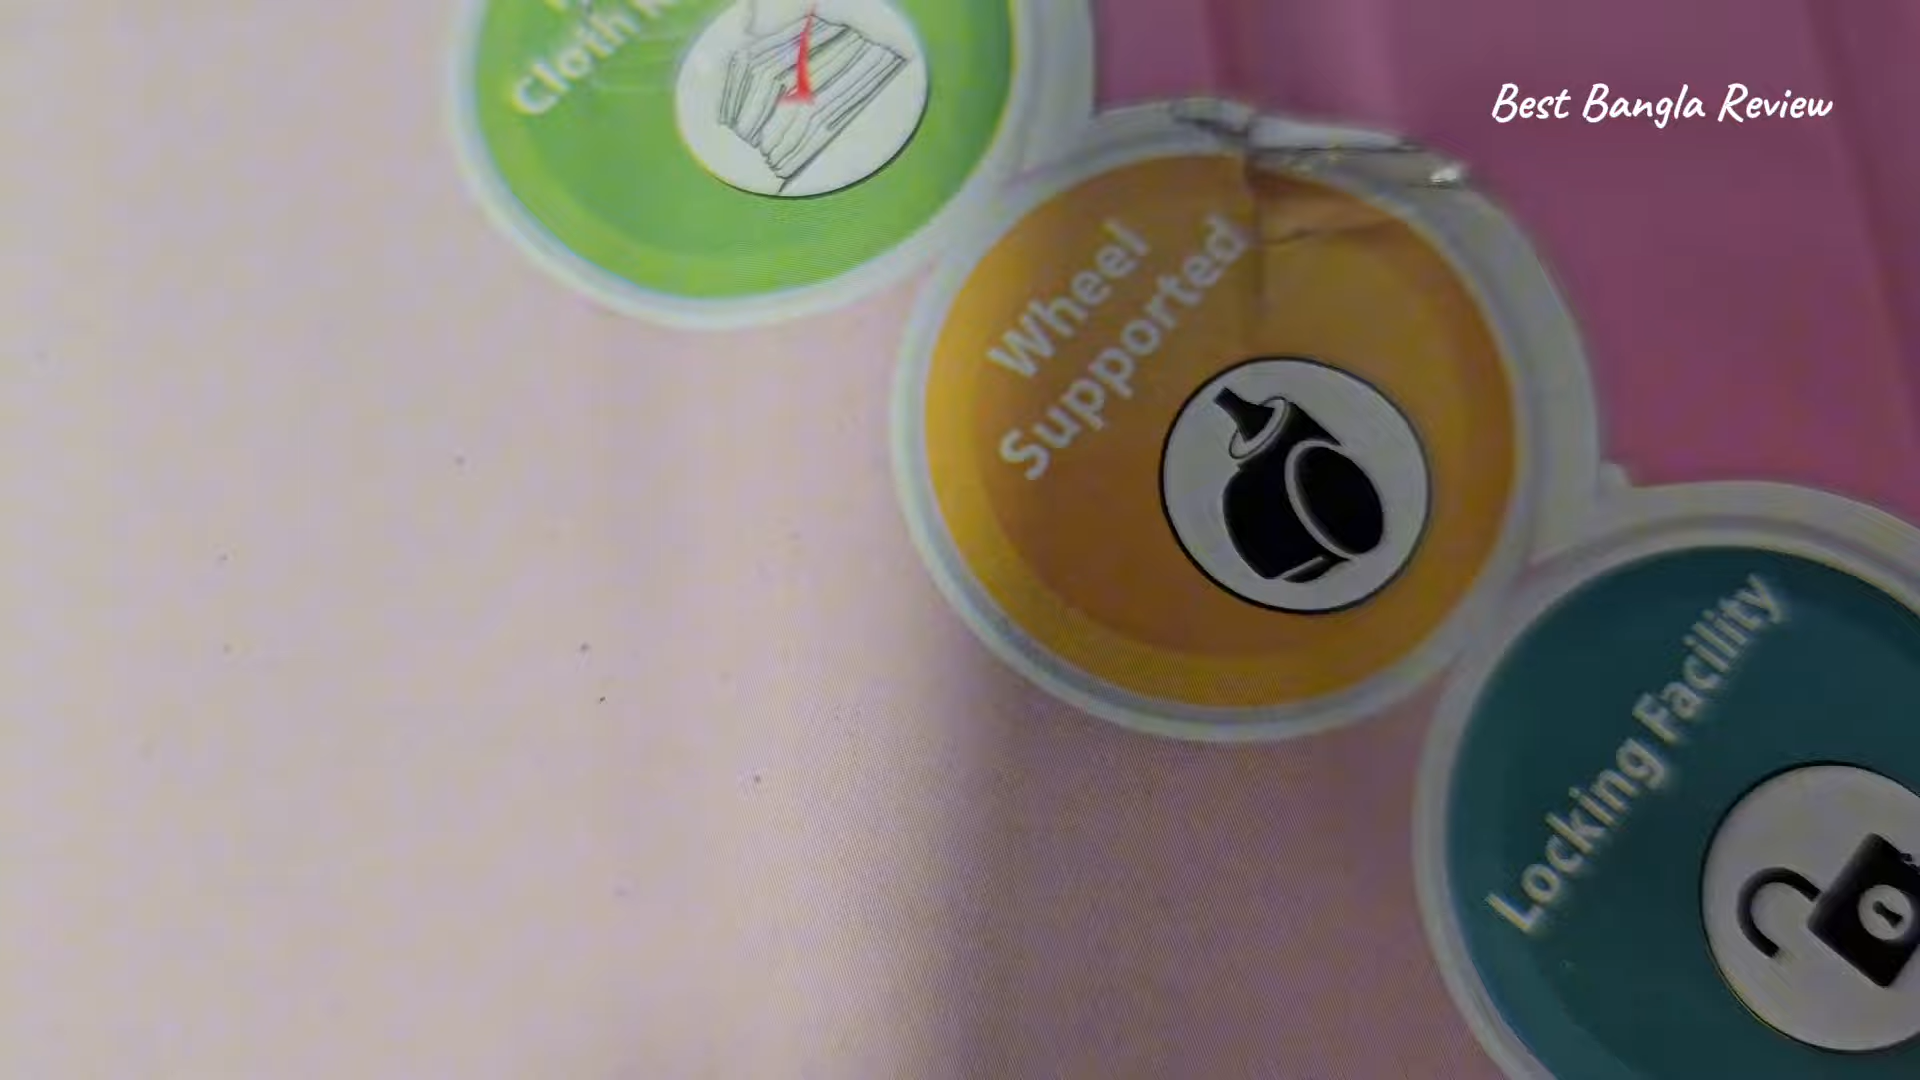 Best Bangla Review
Cloth
Wheel
Supported
Locking Facility